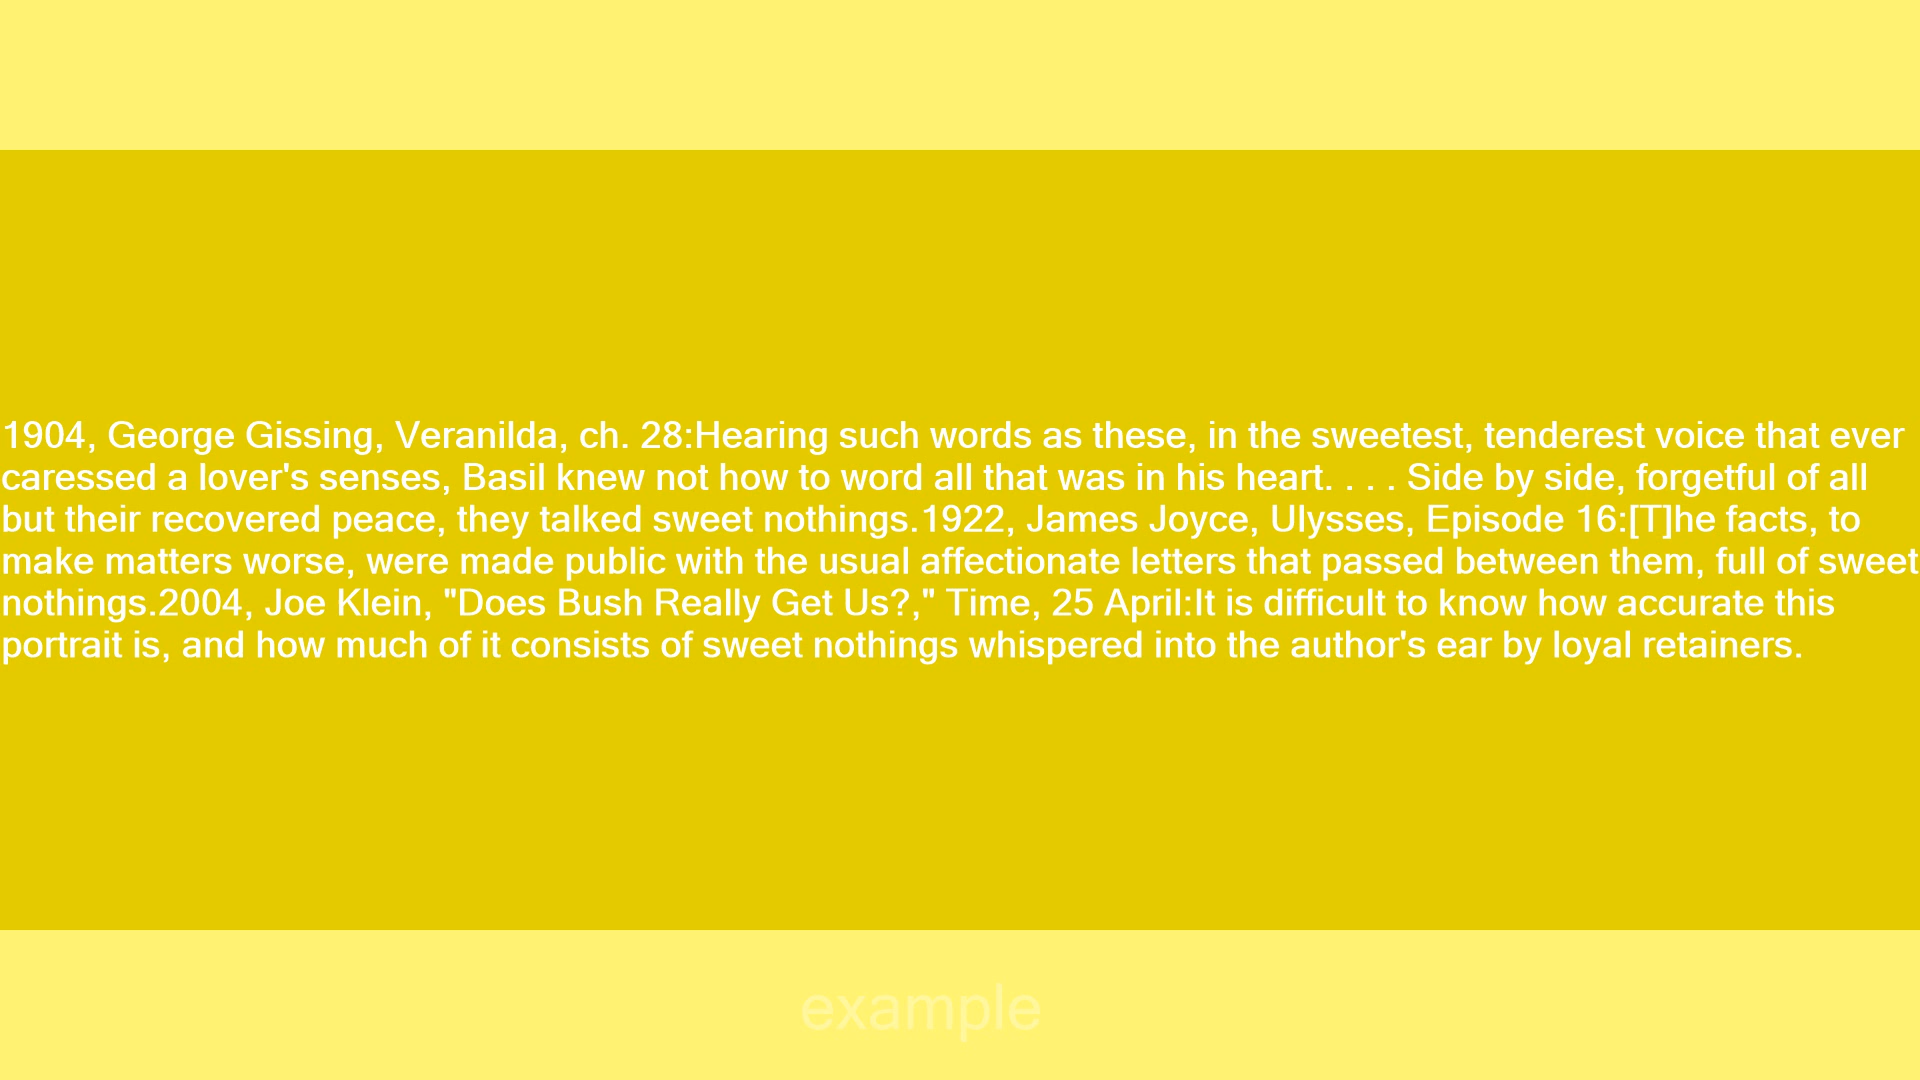 1904, George Gissing, Veranilda, ch. 28:Hearing such words as these, in the sweetest, tenderest voice that ever
caressed a lover's senses, Basil knew not how to word all that was in his heart. . . . Side by side, forgetful of all
but their recovered peace, they talked sweet nothings.1922, James Joyce, Ulysses, Episode 16:[T]he facts, to
make matters worse, were made public with the usual affectionate letters that passed between them, full of sweet
nothings.2004, Joe Klein, "Does Bush Really Get Us?," Time, 25 April:It is difficult to know how accurate this
portrait is, and how much of it consists of sweet nothings whispered into the author's ear by loyal retainers.
example